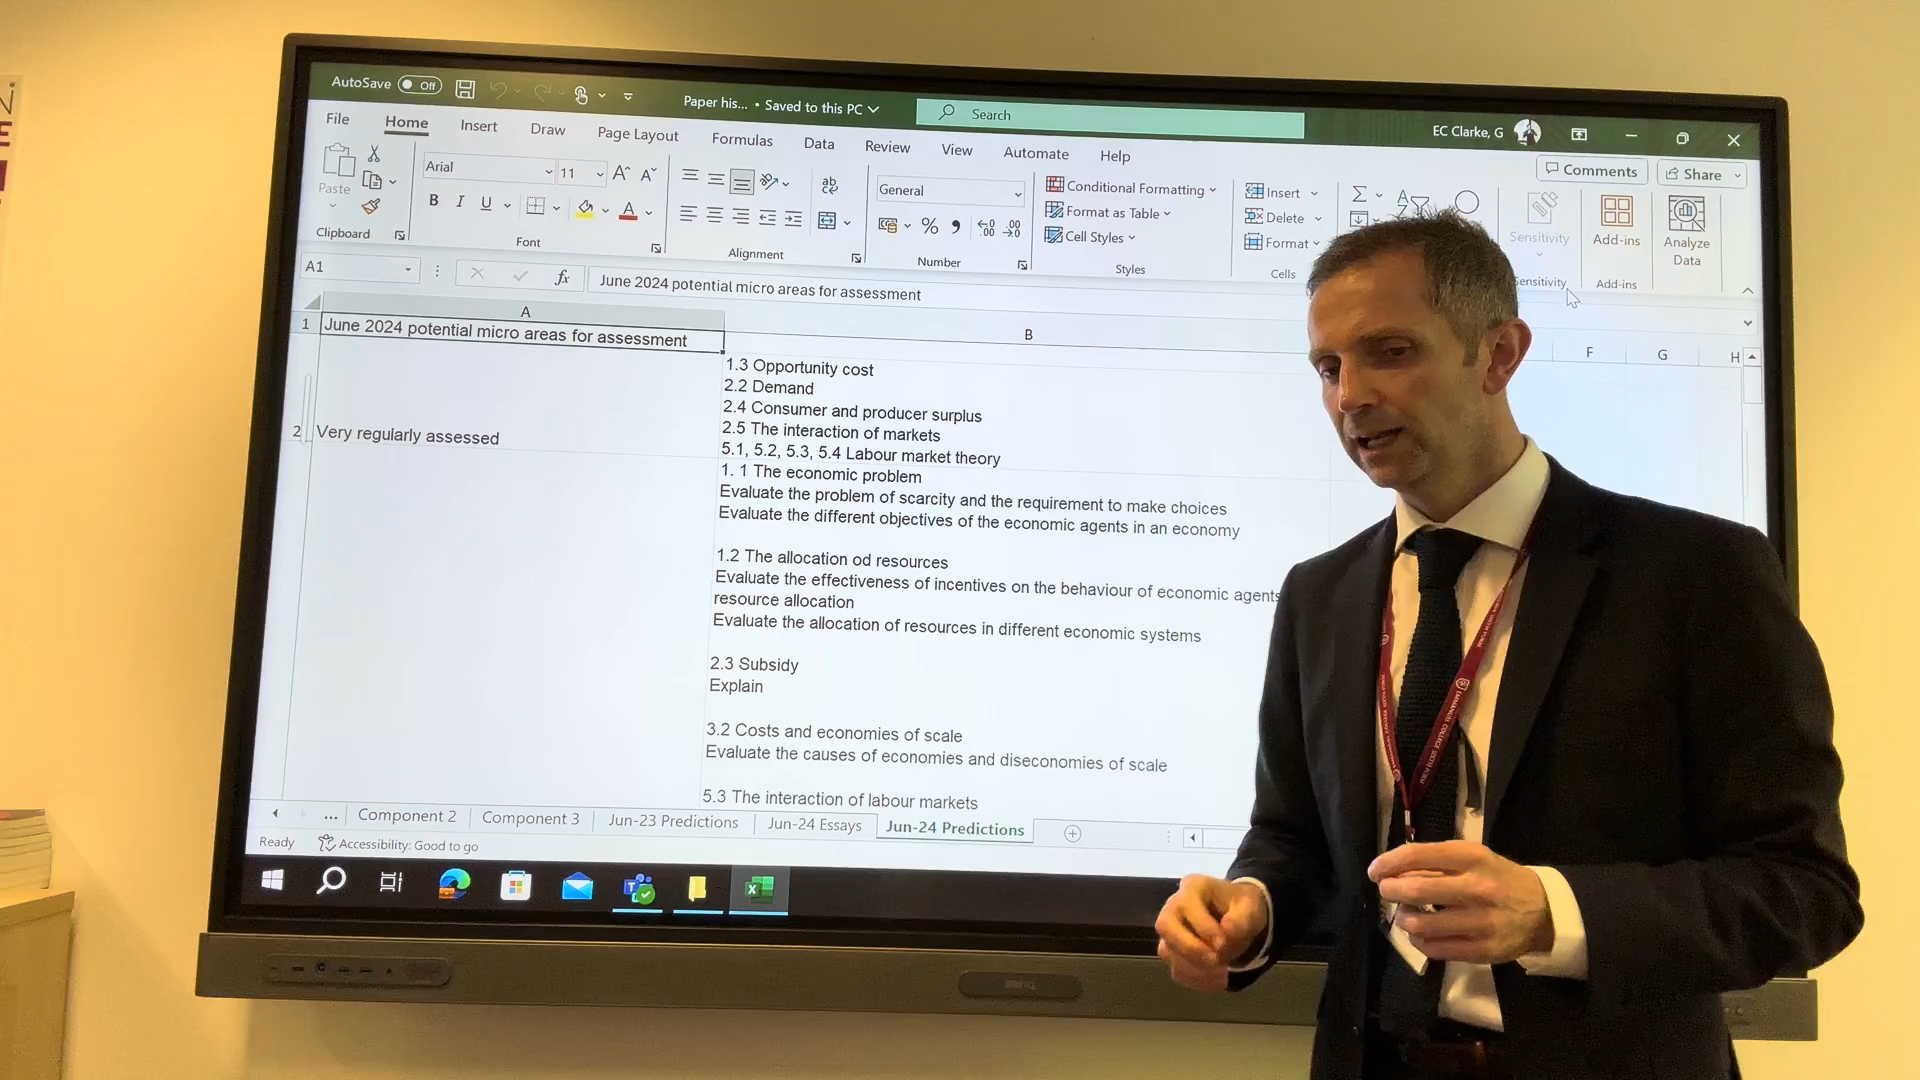 AutoSave Off
Paper his... • Saved to this PC
Search
EC Clarke, G
File Home Insert Draw Page Layout Formulas Data Review View Automate Help
Comments Share
Paste
Clipboard
Arial 11
B I U
Font
ab
Alignment
General
%
Number
Conditional Formatting
Format as Table
Cell Styles
Styles
Insert
Delete
Format
Cells
Sensitivity
Sensitivity
Add-ins
Add-ins
Analyze
Data
A1
fx
June 2024 potential micro areas for assessment
A B F G H
1 June 2024 potential micro areas for assessment
1.3 Opportunity cost
2.2 Demand
2.4 Consumer and producer surplus
2.5 The interaction of markets
2 Very regularly assessed
5.1, 5.2, 5.3, 5.4 Labour market theory
1. 1 The economic problem
Evaluate the problem of scarcity and the requirement to make choices
Evaluate the different objectives of the economic agents in an economy
1.2 The allocation od resources
Evaluate the effectiveness of incentives on the behaviour of economic agents
resource allocation
Evaluate the allocation of resources in different economic systems
2.3 Subsidy
Explain
3.2 Costs and economies of scale
Evaluate the causes of economies and diseconomies of scale
5.3 The interaction of labour markets
... Component 2 Component 3 Jun-23 Predictions Jun-24 Essays Jun-24 Predictions
Ready Accessibility: Good to go
BenQ